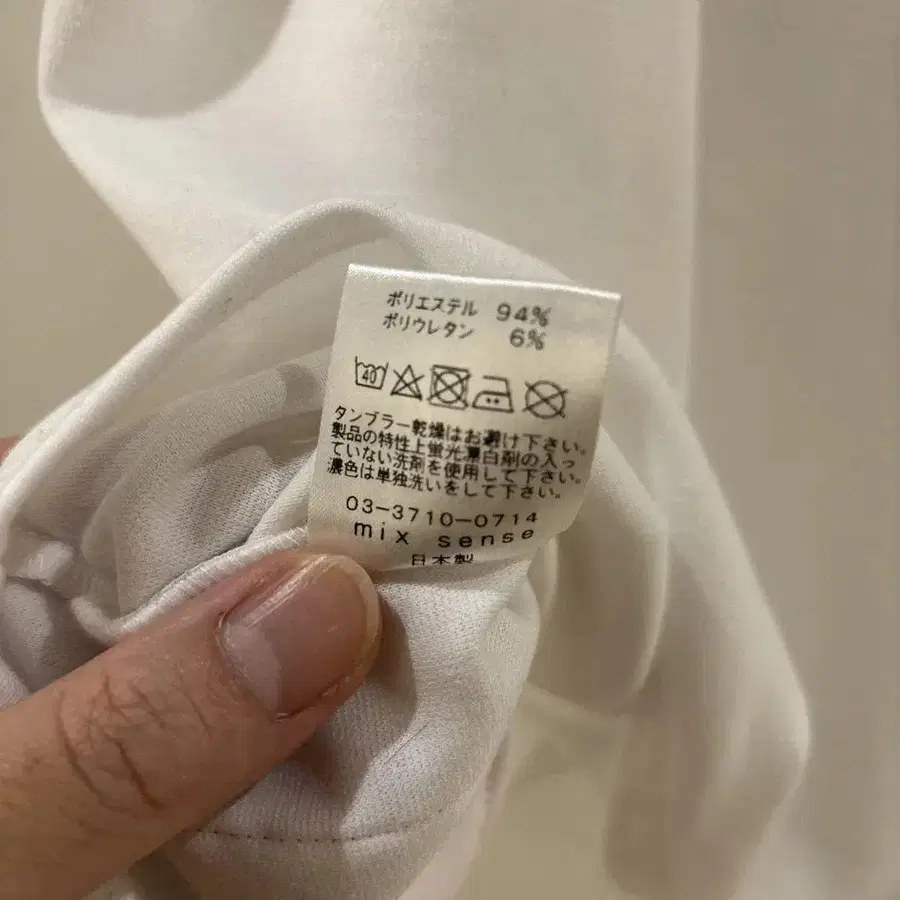 ポリエステル 94%
ポリウレタン 6%
40
タンブラー乾燥はお避け下さい。
製品の特性上蛍光漂白剤の入っ
ていない洗剤を使用して下さい。
濃色は単独洗いをして下さい。
03-3710-0714
mix sense
日本製